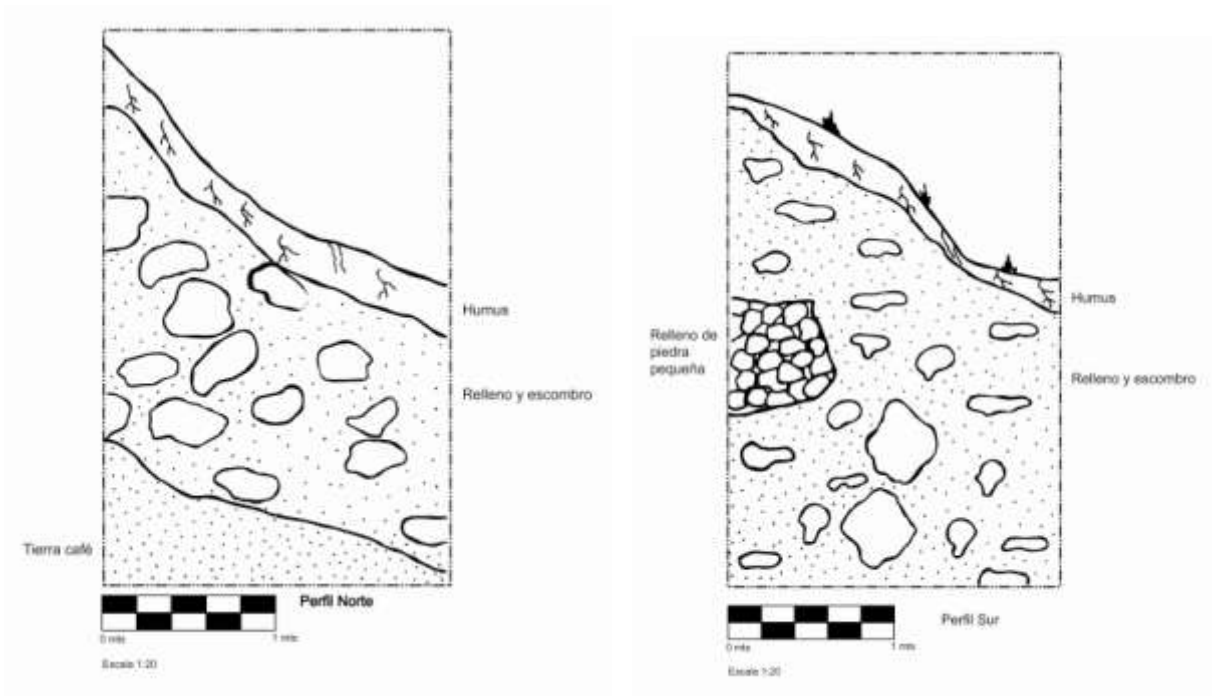 Humus
Relleno y escombro
Tierra café
Perfil Norte
0 mts
1 mts
Escala 1:20
Humus
Relleno de
piedra
pequeña
Relleno y escombro
Perfil Sur
0 mts
1 mts
Escala 1:20